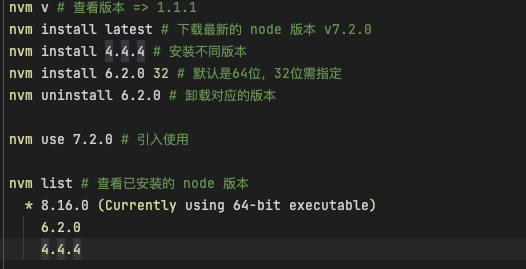 nvm v # 查看版本 => 1.1.1
nvm install latest # 下载最新的 node 版本 v7.2.0
nvm install 4.4.4 # 安装不同版本
nvm install 6.2.0 32 # 默认是64位，32位需指定
nvm uninstall 6.2.0 # 卸载对应的版本
nvm use 7.2.0 # 引入使用
nvm list # 查看已安装的 node 版本
* 8.16.0 (Currently using 64-bit executable)
6.2.0
4.4.4